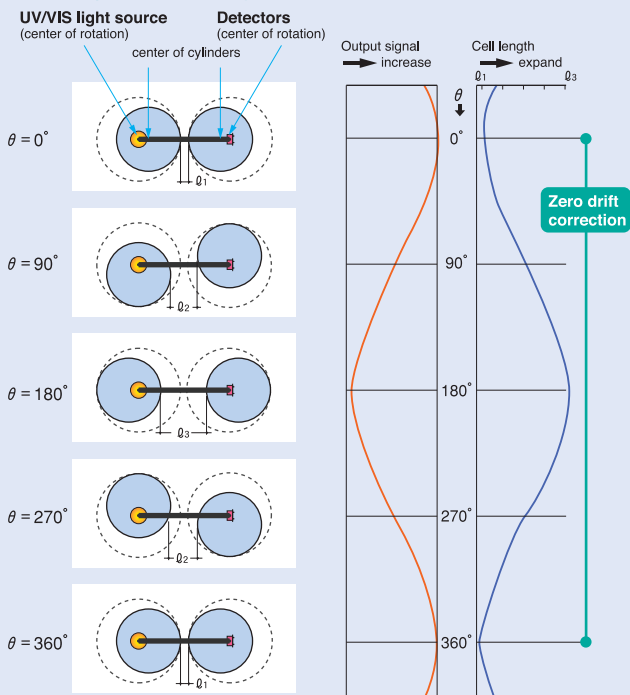 UV/VIS light source
(center of rotation)
Detectors
(center of rotation)
center of cylinders
Output signal
increase
Cell length
expand
ℓ1
ℓ3
θ
θ = 0°
ℓ1
0°
Zero drift
correction
θ = 90°
ℓ2
90°
θ = 180°
ℓ3
180°
θ = 270°
ℓ2
270°
θ = 360°
ℓ1
360°